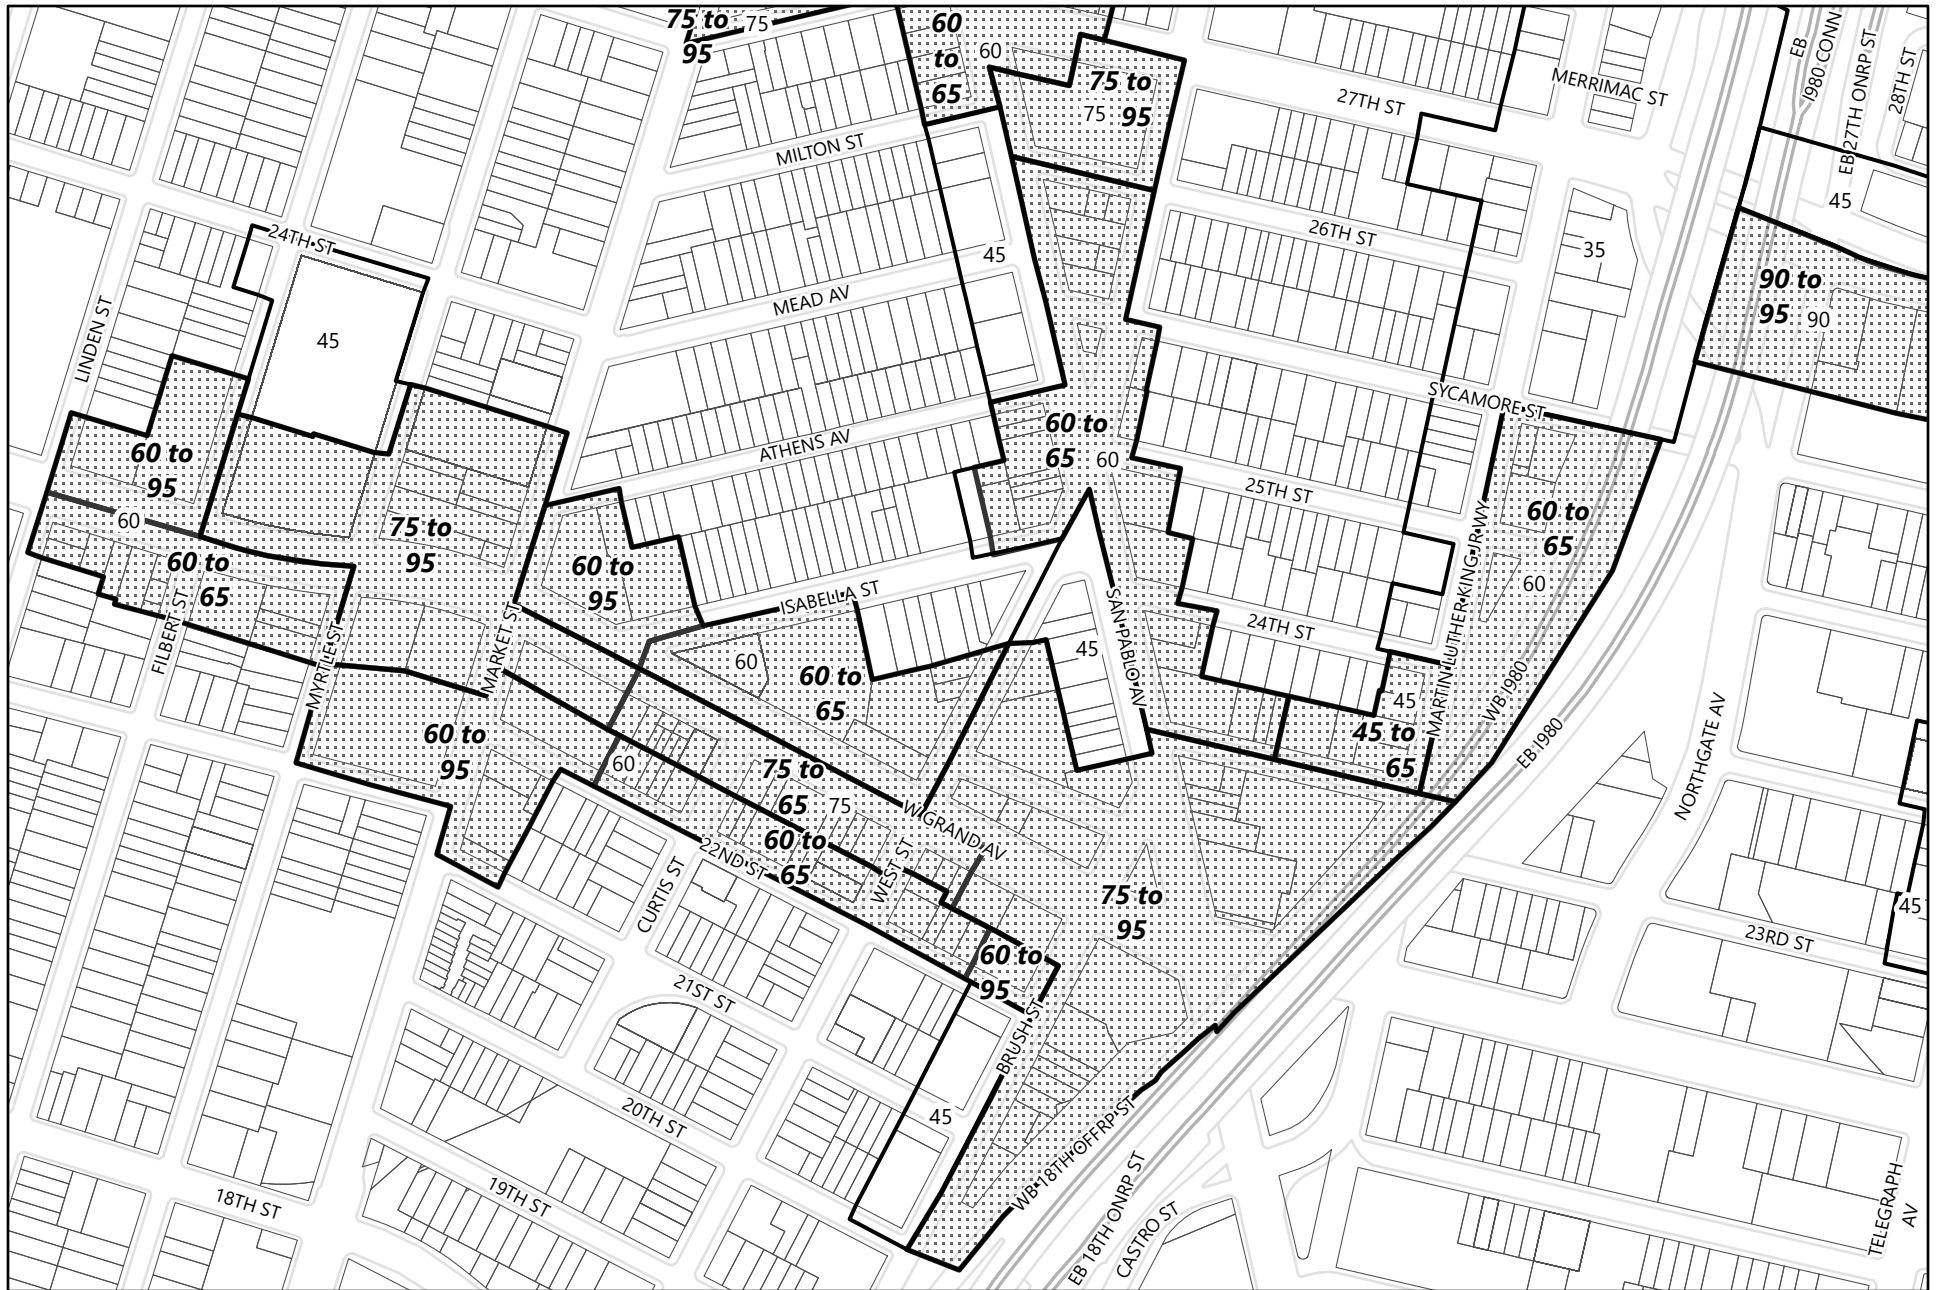 75 to
95
75
60
to
65
60
75 to
95
75
27TH ST
MERRIMAC ST
EB
I980 CONN
EB 27TH ONRP ST
28TH ST
MILTON ST
45
26TH ST
35
45
24TH ST
45
LINDEN ST
MEAD AV
90 to
95
90
SYCAMORE ST
ATHENS AV
60 to
65
60
25TH ST
60 to
95
60
75 to
95
60 to
65
60
60 to
65
60 to
95
ISABELLA ST
SAN PABLO AV
24TH ST
MARTIN LUTHER KING JR WY
FILBERT ST
MYRTLE ST
MARKET ST
60
60 to
65
45
45
45 to
65
WB I980
EB I980
NORTHGATE AV
60 to
95
60
75 to
65
75
60 to
65
W GRAND AV
22ND ST
WEST ST
CURTIS ST
75 to
95
45
23RD ST
60 to
95
21ST ST
BRUSH ST
20TH ST
45
WB 18TH OFFRP ST
EB 18TH ONRP ST
CASTRO ST
19TH ST
18TH ST
TELEGRAPH
AV